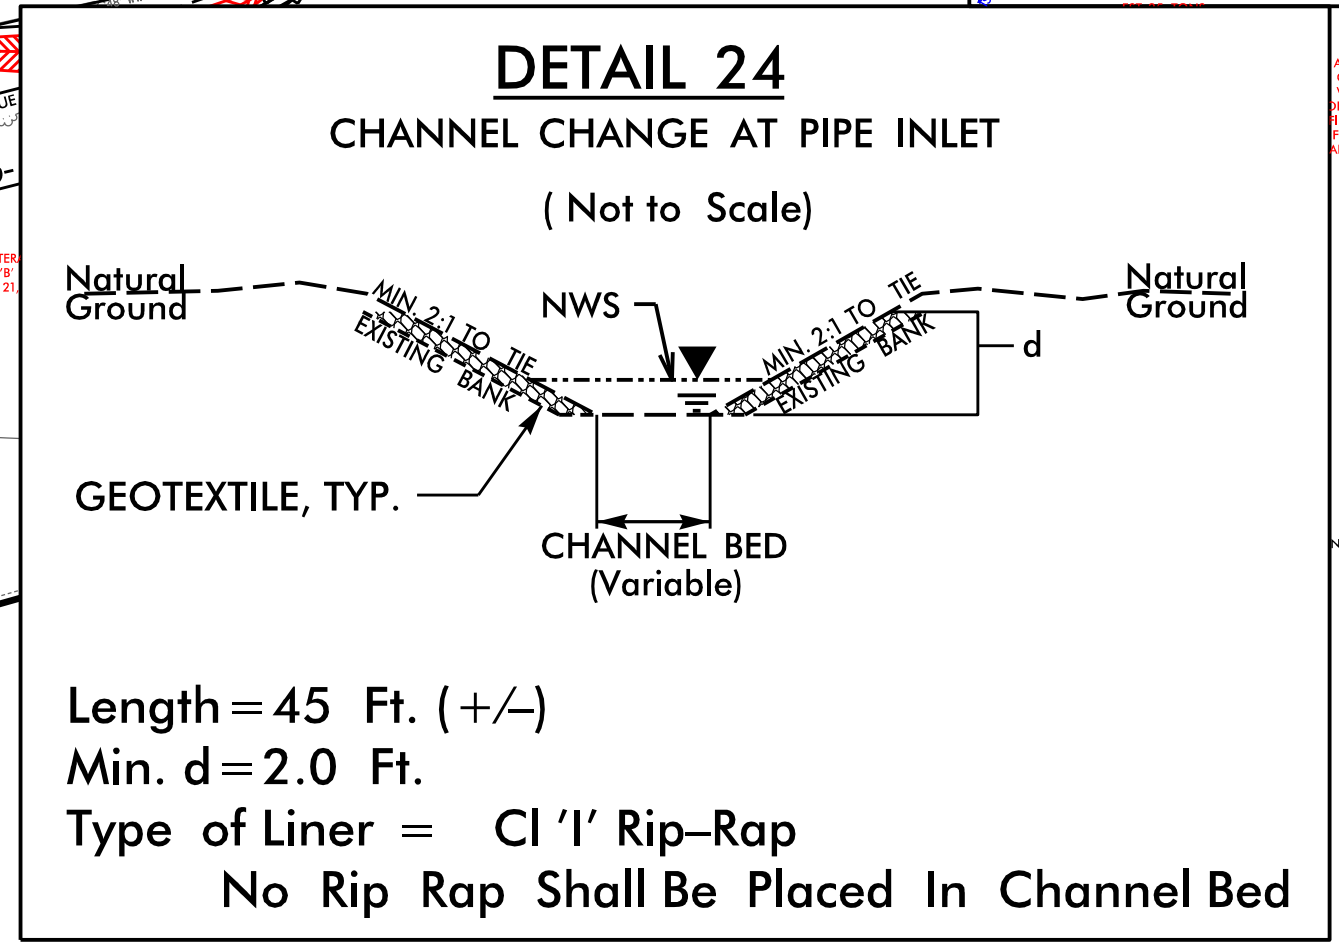 DETAIL 24
CHANNEL CHANGE AT PIPE INLET
( Not to Scale)
Natural
Ground
MIN. 2:1 TO TIE
EXISTING BANK
NWS
MIN. 2:1 TO TIE
EXISTING BANK
Natural
Ground
d
GEOTEXTILE, TYP.
CHANNEL BED
(Variable)
Length = 45 Ft. (+/-)
Min. d = 2.0 Ft.
Type of Liner = Cl 'I' Rip-Rap
No Rip Rap Shall Be Placed In Channel Bed